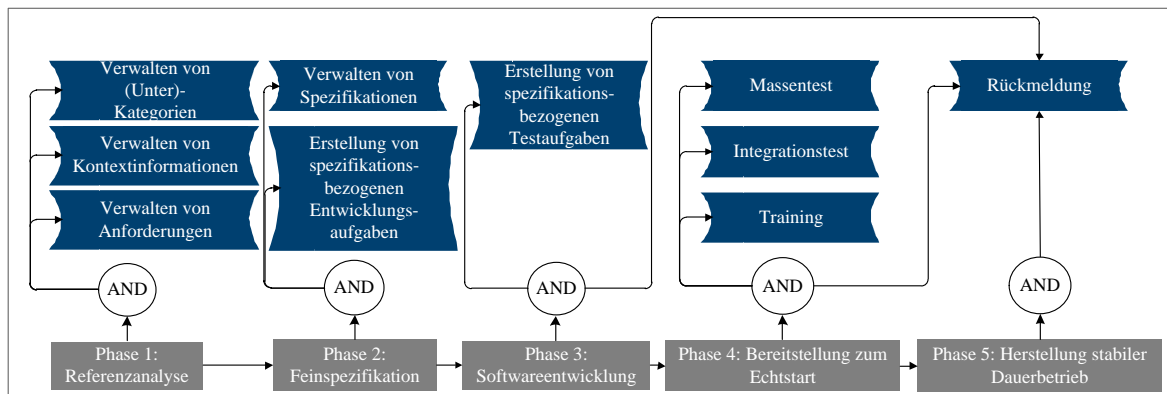 Verwalten von
(Unter)-
Kategorien
Verwalten von
Kontextinformationen
Verwalten von
Anforderungen
Verwalten von
Spezifikationen
Erstellung von
spezifikations-
bezogenen
Entwicklungs-
aufgaben
Erstellung von
spezifikations-
bezogenen
Testaufgaben
Massentest
Integrationstest
Training
Rückmeldung
AND
AND
AND
AND
AND
Phase 1:
Referenzanalyse
Phase 2:
Feinspezifikation
Phase 3:
Softwareentwicklung
Phase 4: Bereitstellung zum
Echtstart
Phase 5: Herstellung stabiler
Dauerbetrieb